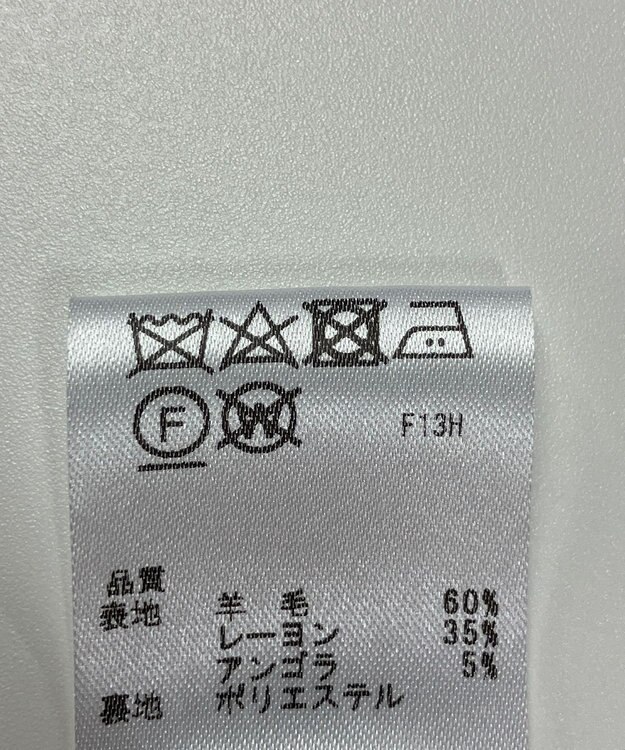 F W F13H
品質
表地 羊毛 60%
レーヨン 35%
アンゴラ 5%
裏地 ポリエステル